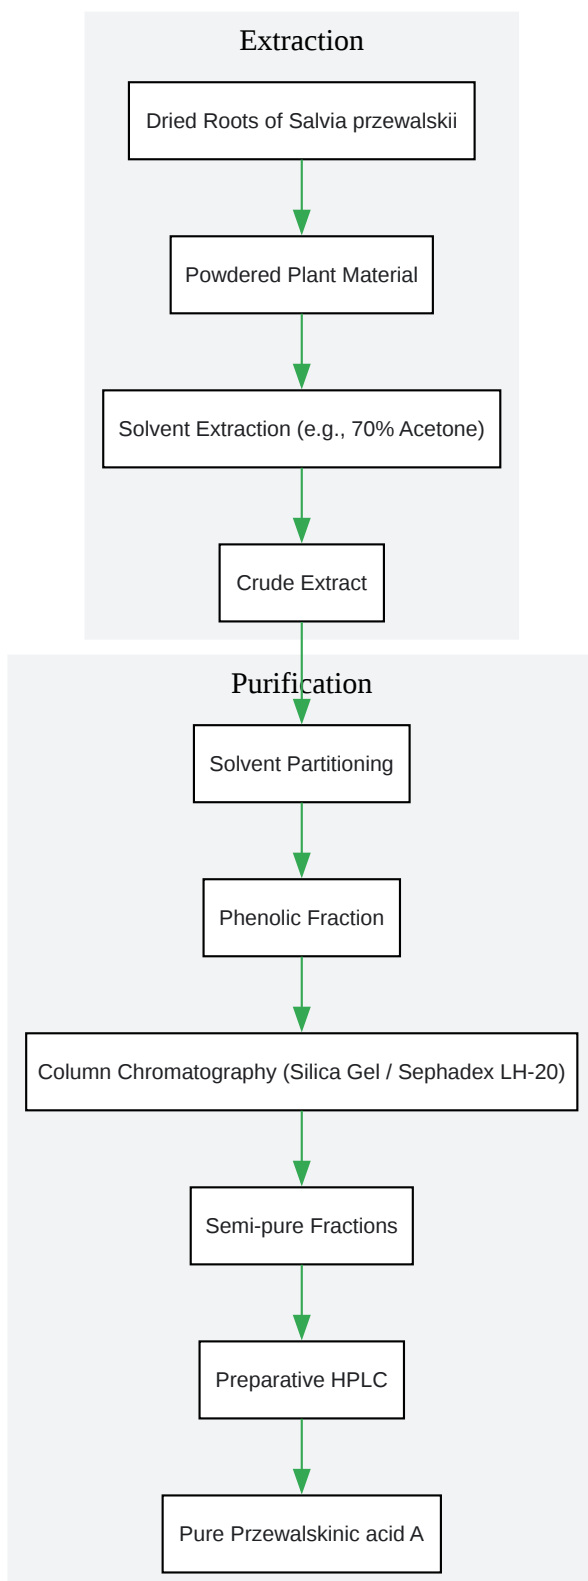 Extraction
Dried Roots of Salvia przewalskii
Powdered Plant Material
Solvent Extraction (e.g., 70% Acetone)
Crude Extract
Purification
Solvent Partitioning
Phenolic Fraction
Column Chromatography (Silica Gel / Sephadex LH-20)
Semi-pure Fractions
Preparative HPLC
Pure Przewalskinic acid A